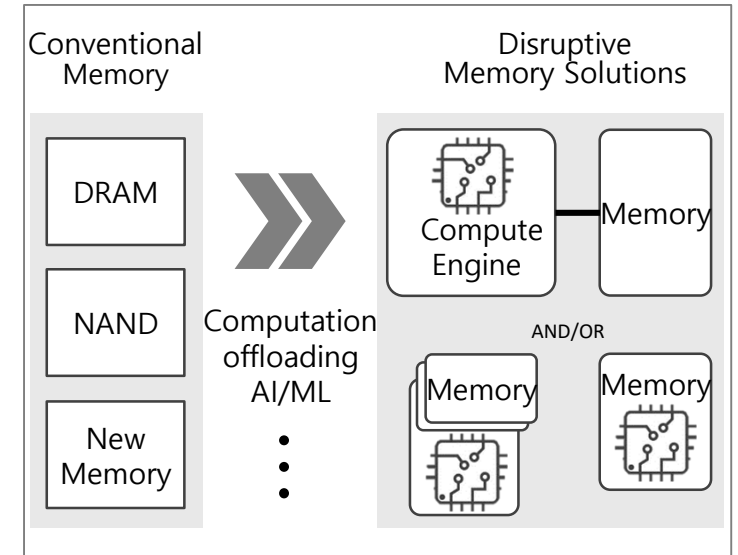 Conventional
Memory
Disruptive
Memory Solutions
DRAM
NAND
New
Memory
Computation
offloading
AI/ML
Compute
Engine
Memory
AND/OR
Memory
Memory